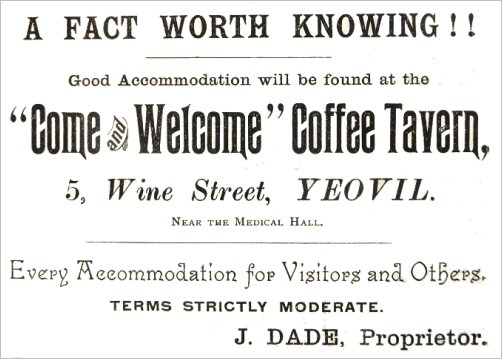 A FACT WORTH KNOWING!!
Good Accommodation will be found at the
"Come and Welcome" Coffee Tavern,
5, Wine Street, YEOVIL.
NEAR THE MEDICAL HALL.
Every Accommodation for Visitors and Others.
TERMS STRICTLY MODERATE.
J. DADE, Proprietor.